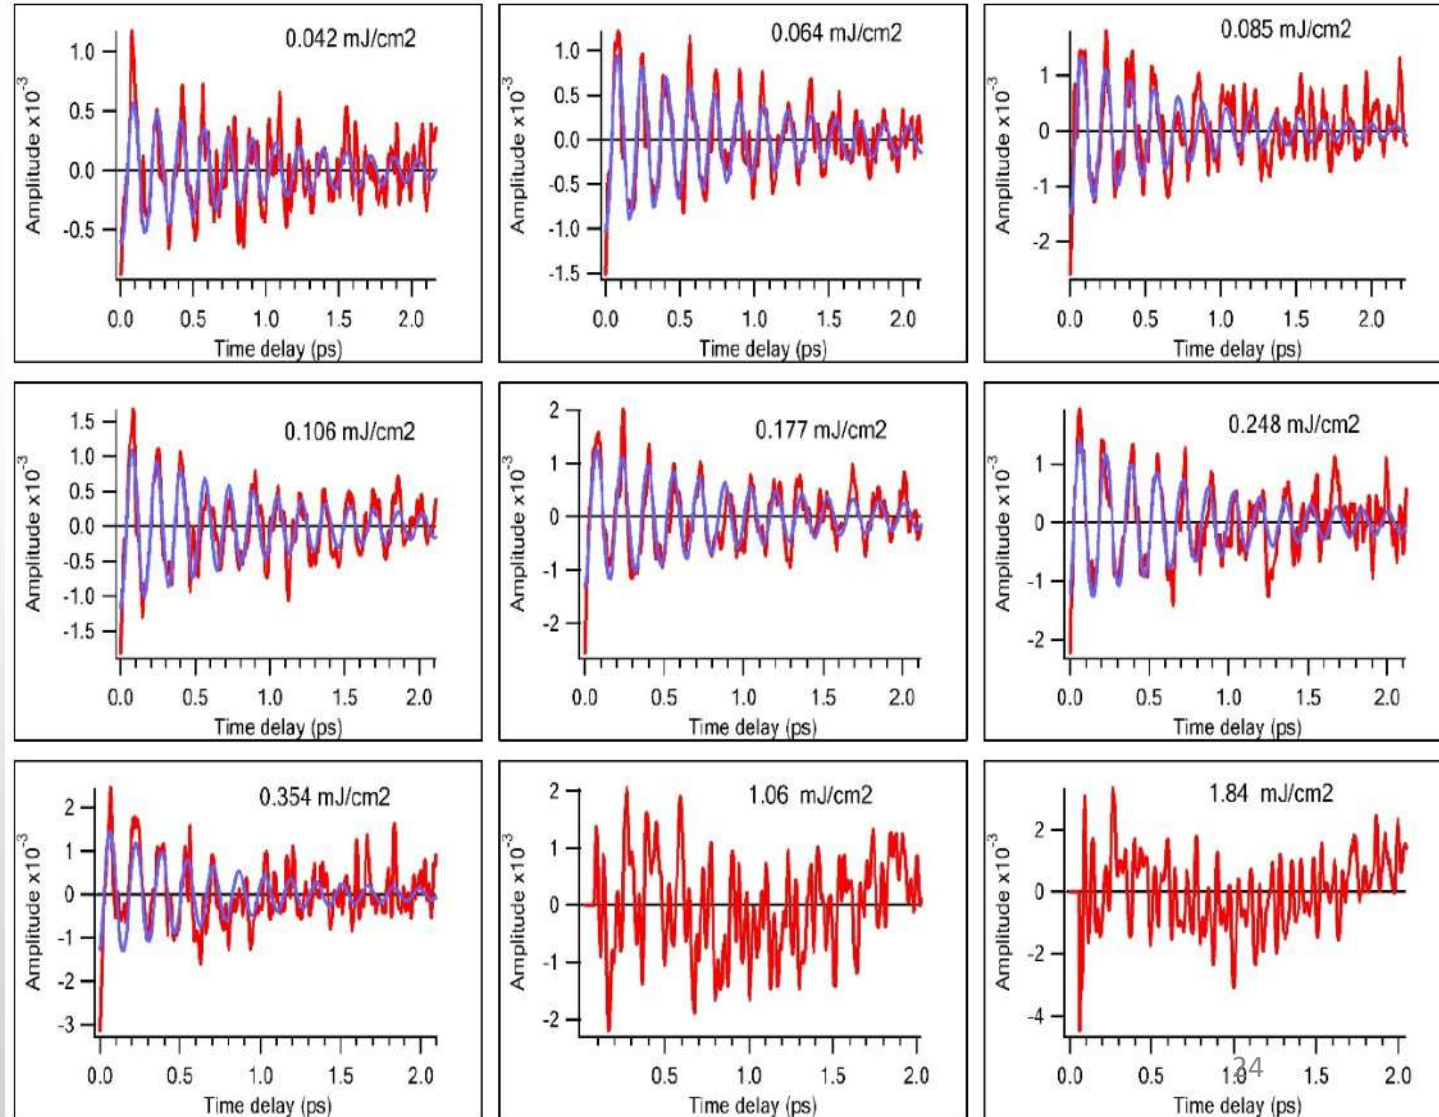 0.042 mJ/cm2
Amplitude x10-3
1.0
0.5
0.0
-0.5
0.0 0.5 1.0 1.5 2.0
Time delay (ps)
0.064 mJ/cm2
Amplitude x10-3
1.0
0.5
0.0
-0.5
-1.0
-1.5
0.0 0.5 1.0 1.5 2.0
Time delay (ps)
0.085 mJ/cm2
Amplitude x10-3
1
0
-1
-2
0.0 0.5 1.0 1.5 2.0
Time delay (ps)
0.106 mJ/cm2
Amplitude x10-3
1.5
1.0
0.5
0.0
-0.5
-1.0
-1.5
0.0 0.5 1.0 1.5 2.0
Time delay (ps)
0.177 mJ/cm2
Amplitude x10-3
2
1
0
-1
-2
0.0 0.5 1.0 1.5 2.0
Time delay (ps)
0.248 mJ/cm2
Amplitude x10-3
1
0
-1
-2
0.0 0.5 1.0 1.5 2.0
Time delay (ps)
0.354 mJ/cm2
Amplitude x10-3
2
1
0
-1
-2
-3
0.0 0.5 1.0 1.5 2.0
Time delay (ps)
1.06 mJ/cm2
Amplitude x10-3
2
1
0
-1
-2
0.5 1.0 1.5 2.0
Time delay (ps)
1.84 mJ/cm2
Amplitude x10-3
2
0
-2
-4
0.0 0.5 1.0 1.5 2.0
Time delay (ps)
24